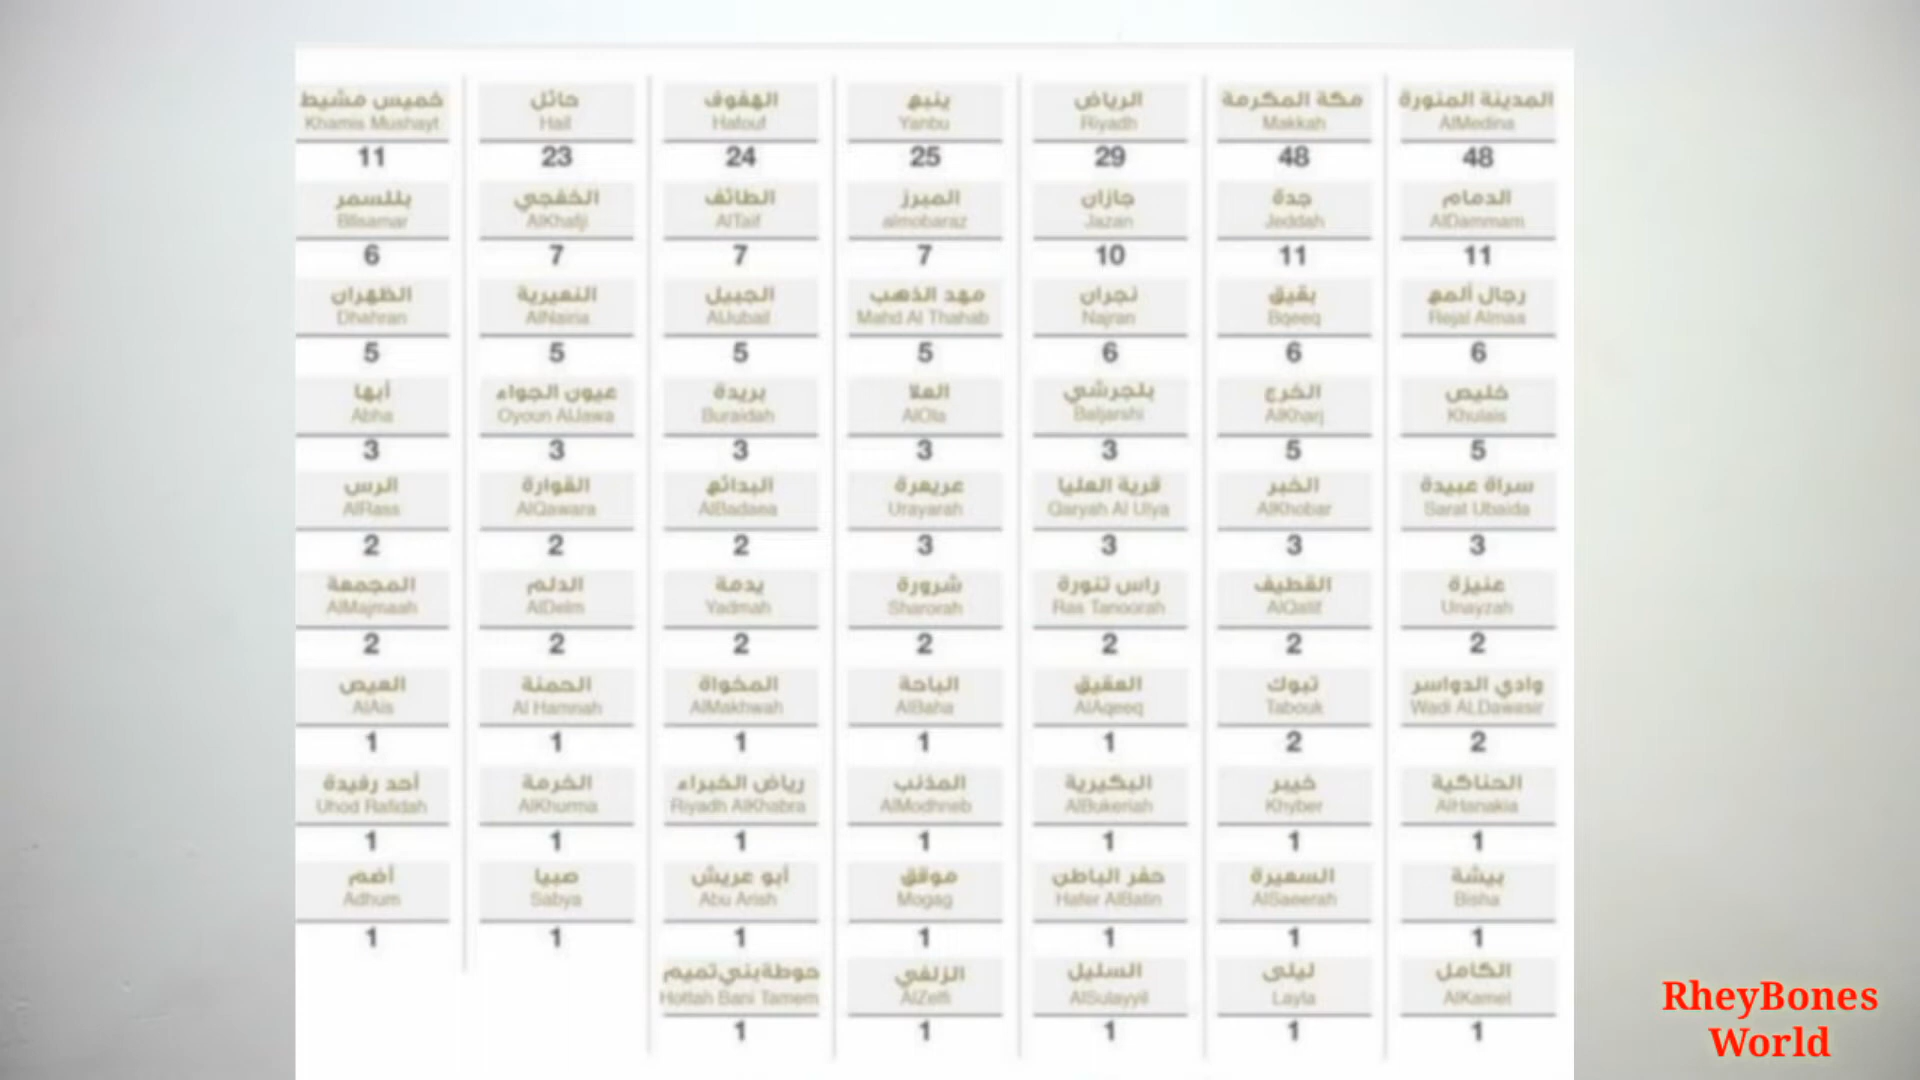 خميس مشيط
حائل
الهفوف
ينبع
الرياض
مكة المكرمة
المدينة المنورة
Khamis Mushayt
Hail
Hafouf
Yanbu
Riyadh
Makkah
AlMedina
11
23
24
25
29
48
48
بللسمر
الخفجي
الطائف
المبرز
جازان
جدة
الدمام
Bllsamar
AlKhafji
AlTaif
almobaraz
Jazan
Jeddah
AlDammam
6
7
7
7
10
11
11
الظهران
النعيرية
الجبيل
مهد الذهب
نجران
بقيق
رجال ألمع
Dhahran
AlNairia
AlJubail
Mahd Al Thahab
Najran
Bqeeq
Rejal Almaa
5
5
5
5
6
6
6
أبها
عيون الجواء
بريدة
العلا
بلجرشي
الخرج
خليص
Abha
Oyoun AlJawa
Buraidah
AlOla
Baljarshi
AlKharj
Khulais
3
3
3
3
3
5
5
الرس
القوارة
البدائع
عريعرة
قرية العليا
الخبر
سراة عبيدة
AlRass
AlQawara
AlBadaea
Urayarah
Qaryah Al Ulya
AlKhobar
Sarat Ubaida
2
2
2
3
3
3
3
المجمعة
الدلم
يدمة
شرورة
راس تنورة
القطيف
عنيزة
AlMajmaah
AlDelm
Yadmah
Sharorah
Ras Tanoorah
AlQatif
Unayzah
2
2
2
2
2
2
2
العيص
الحمنة
المخواة
الباحة
العقيق
تبوك
وادي الدواسر
AlAis
Al Hamnah
AlMakhwah
AlBaha
AlAqeeq
Tabouk
Wadi ALDawasir
1
1
1
1
1
2
2
أحد رفيدة
الخرمة
رياض الخبراء
المذنب
البكيرية
خيبر
الحناكية
Uhod Rafidah
AlKhurma
Riyadh AlKhabra
AlModhneb
AlBukeriah
Khyber
AlHanakia
1
1
1
1
1
1
1
أضم
صبيا
أبو عريش
موقق
حفر الباطن
السعيرة
بيشة
Adhum
Sabya
Abu Arish
Mogag
Hafer AlBatin
AlSaeerah
Bisha
1
1
1
1
1
1
1
حوطة بني تميم
الزلفي
السليل
ليلى
الكامل
Hottah Bani Tamem
AlZelfi
AlSulayyil
Layla
AlKamel
1
1
1
1
1
RheyBones
World